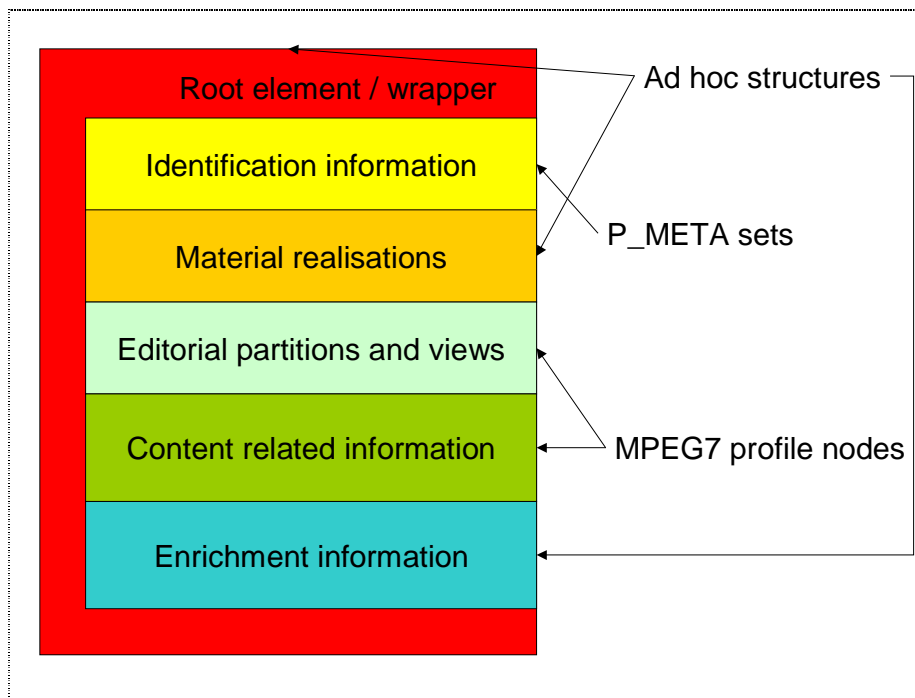 Root element / wrapper
Ad hoc structures
Identification information
P_META sets
Material realisations
Editorial partitions and views
Content related information
MPEG7 profile nodes
Enrichment information